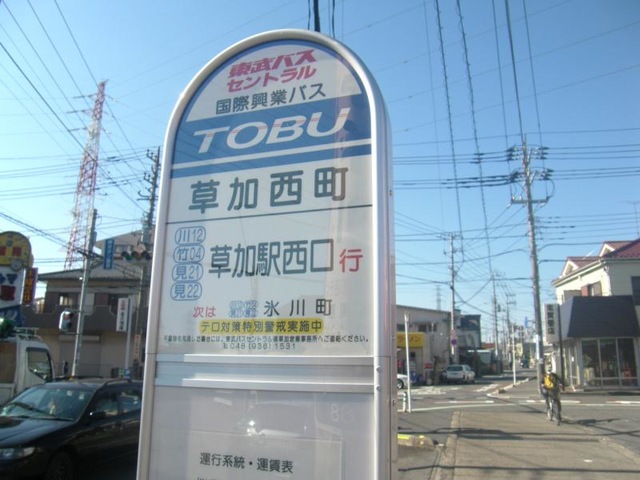 東武バス
セントラル
国際興業バス
TOBU
草加西町
川12
竹04
見21
見22
草加駅西口行
次は 氷川町
テロ対策特別警戒実施中
運行系統・運賃表